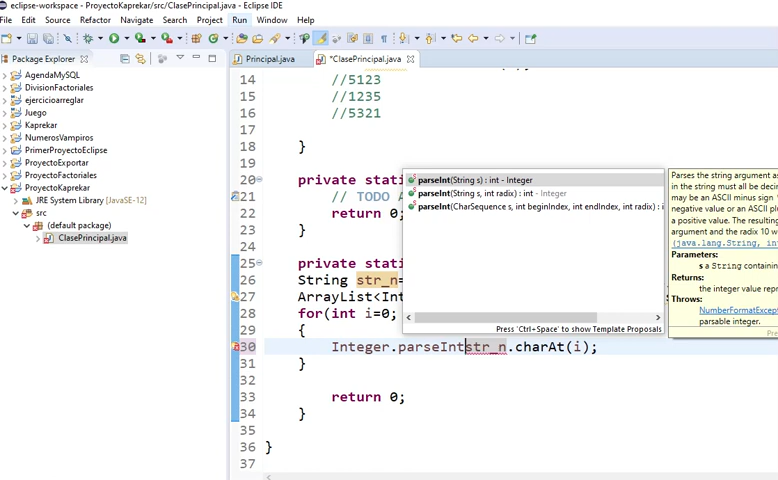 eclipse-workspace - ProyectoKaprekar/src/ClasePrincipal.java - Eclipse IDE
File Edit Source Refactor Navigate Search Project Run Window Help
Package Explorer
Principal.java
*ClasePrincipal.java
AgendaMySQL
DivisionFactoriales
ejercicioarreglar
Juego
Kaprekar
NumerosVampiros
PrimerProyectoEclipse
ProyectoExportar
ProyectoFactoriales
ProyectoKaprekar
JRE System Library [JavaSE-12]
src
(default package)
ClasePrincipal.java
14 //5123
15 //1235
16 //5321
17
18 }
19
20 private stati
21 // TODO A
22 return 0;
23 }
24
25 private stati
26 String str_n=
27 ArrayList<Int
28 for(int i=0;
29 {
30 Integer.parseIntstr_n.charAt(i);
31 }
32
33 return 0;
34 }
35
36 }
37
parseInt(String s) : int - Integer
parseInt(String s, int radix) : int - Integer
parseInt(CharSequence s, int beginIndex, int endIndex, int radix) : i
Press 'Ctrl+Space' to show Template Proposals
Parses the string argument as
in the string must all be decin
may be an ASCII minus sign '
negative value or an ASCII pl
a positive value. The resulting
argument and the radix 10 w
(java.lang.String, in
Parameters:
s a String containin
Returns:
the integer value repr
Throws:
NumberFormatExcep
parsable integer.